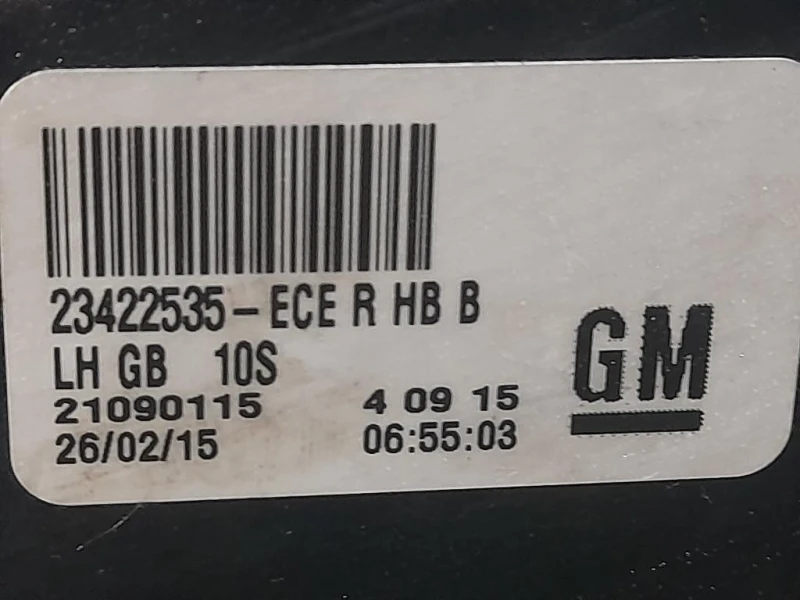 23422535-ECE R HB B
LH GB 10S
21090115 4 09 15
26/02/15 06:55:03
GM